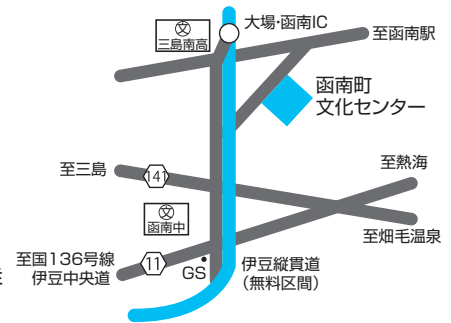 文
三島南高
大場・函南IC
至函南駅
函南町
文化センター
至三島
141
至熱海
文
函南中
至畑毛温泉
至国136号線
伊豆中央道
11
GS
伊豆縦貫道
（無料区間）